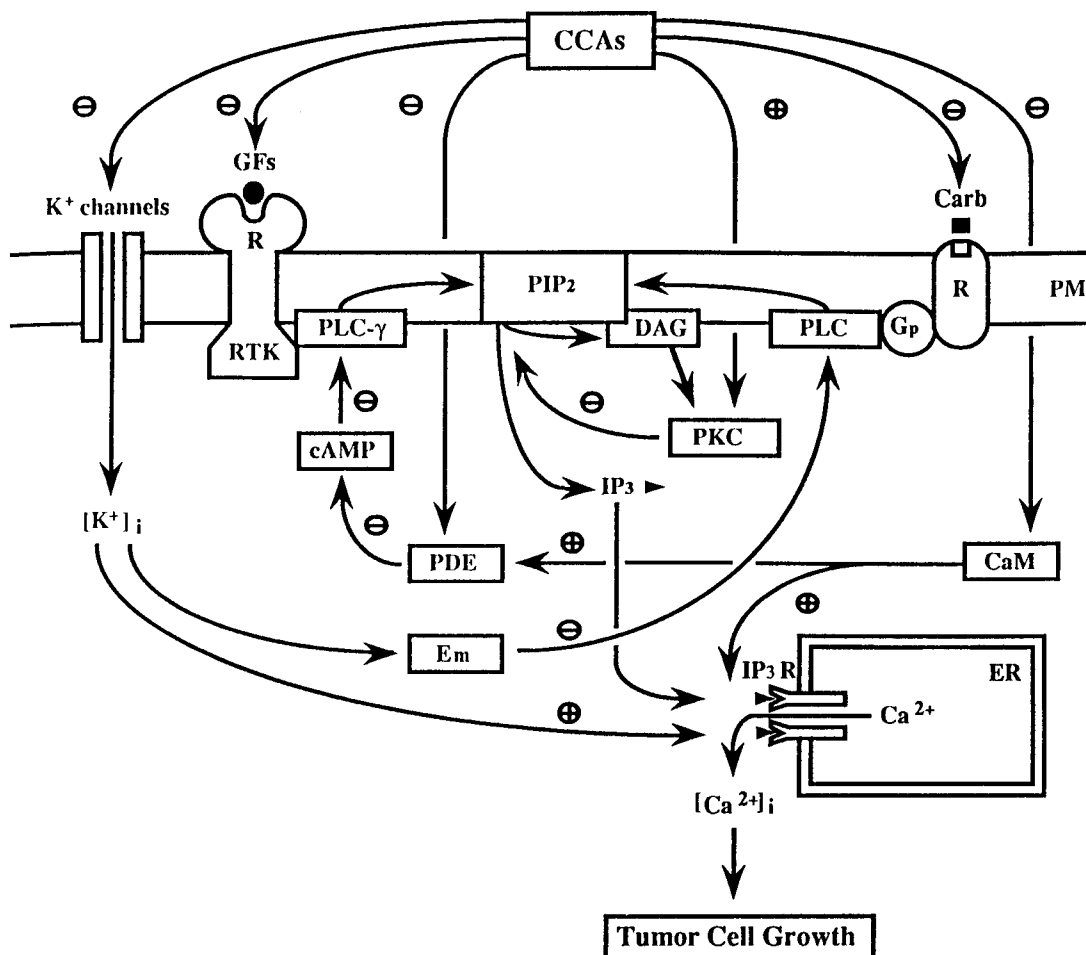 CCAs
⊖ ⊖ ⊖ ⊕ ⊖ ⊖
GFs
K⁺ channels
Carb
R
R
PIP₂
PM
PLC-γ
DAG
PLC
Gp
RTK
⊖
⊖
cAMP
PKC
IP₃
[K⁺]i
⊖
⊕
PDE
CaM
⊕
Em
⊖
IP₃ R
ER
⊕
Ca²⁺
[Ca²⁺]i
Tumor Cell Growth